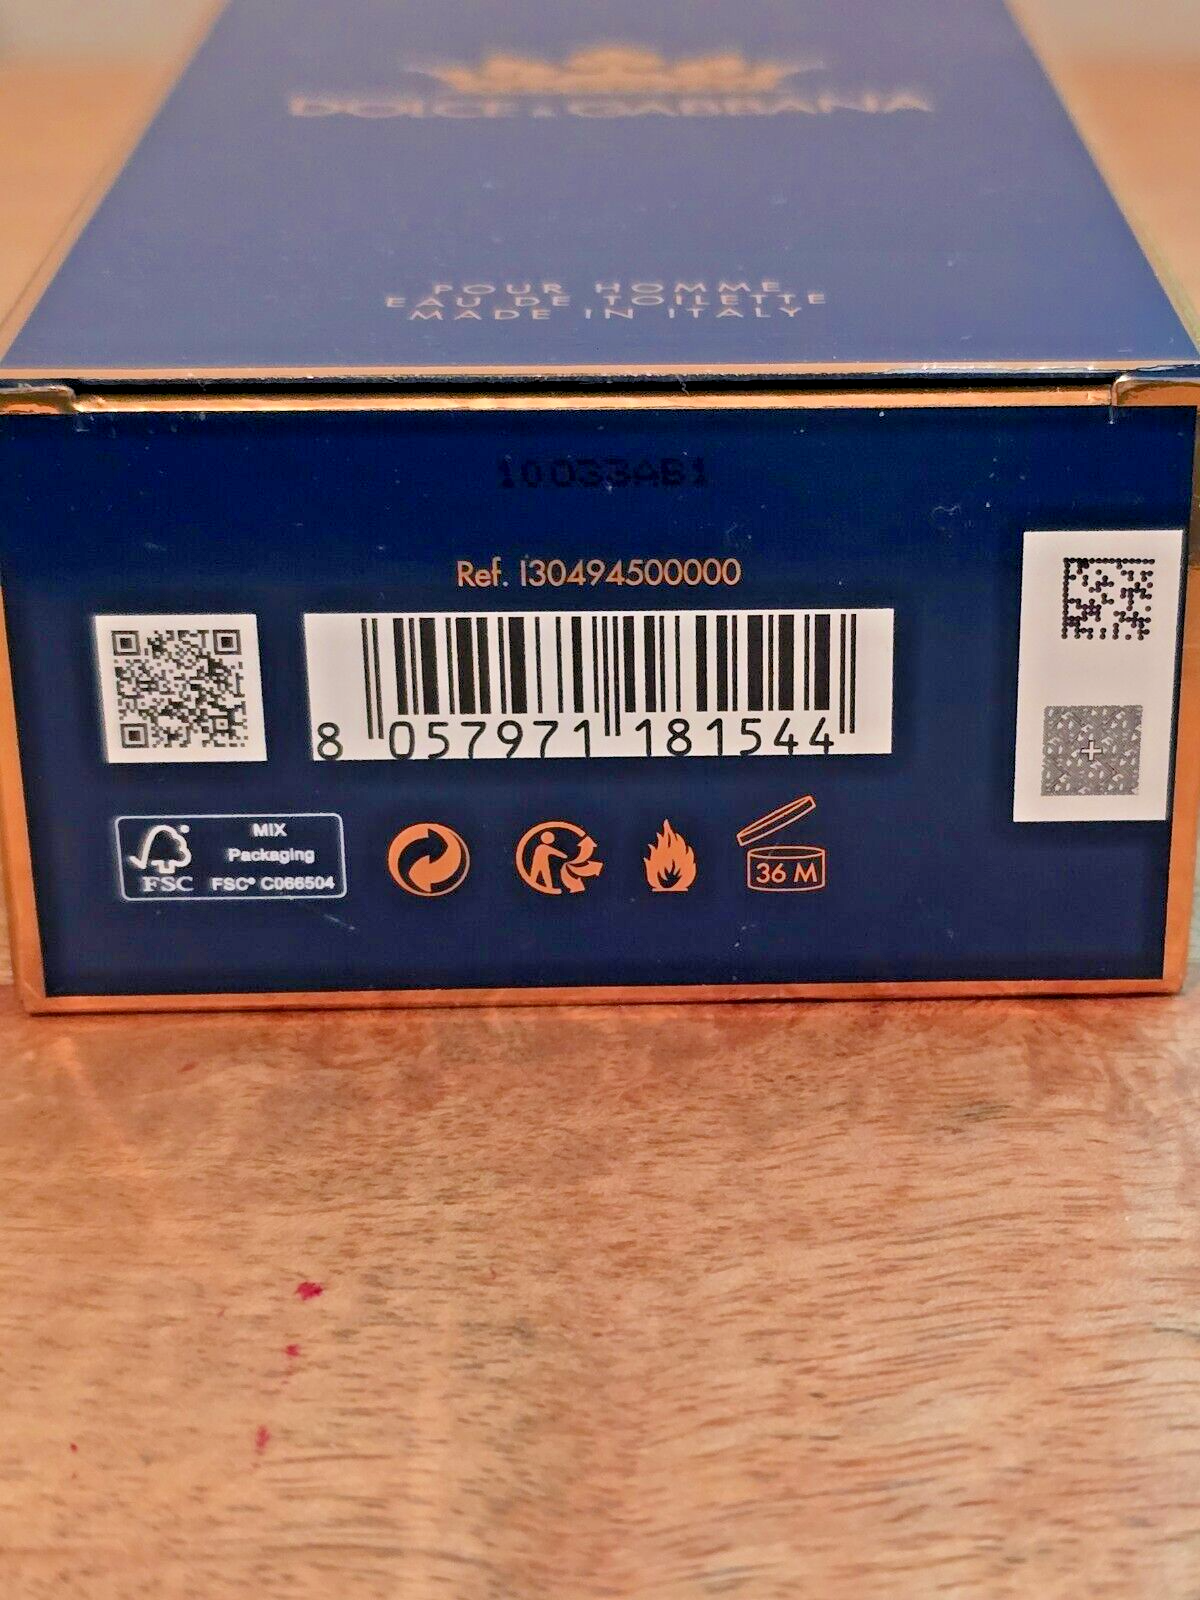 DOLCE & GABBANA
POUR HOMME
EAU DE TOILETTE
MADE IN ITALY
10033AB1
Ref. I30494500000
8 057971 181544
MIX
Packaging
FSC® C066504
FSC
36 M